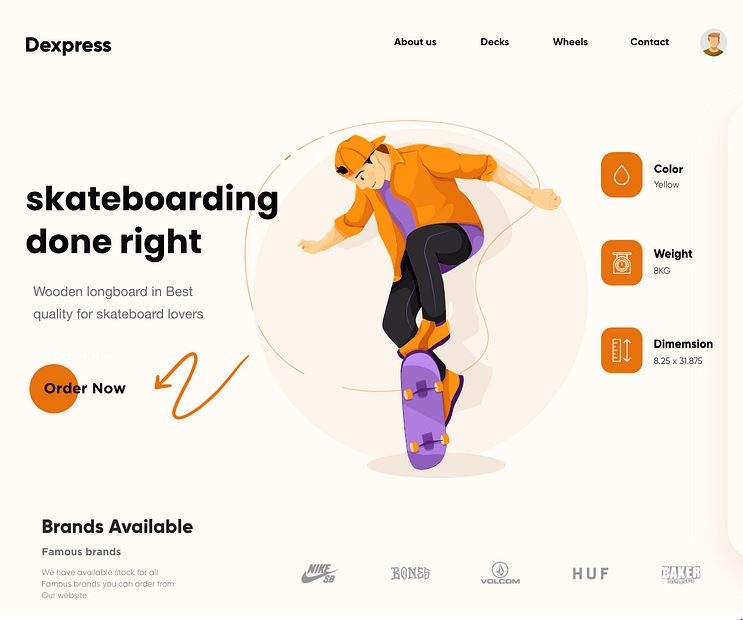 Dexpress
About us
Decks
Wheels
Contact
skateboarding
done right
Wooden longboard in Best
quality for skateboard lovers
Order Now
Color
Yellow
Weight
8KG
Dimemsion
8.25 x 31.875
Brands Available
Famous brands
We have available stock for all
Famous brands you can order from
Our website
NIKE
SB
BONES
VOLCOM
HUF
BAKER